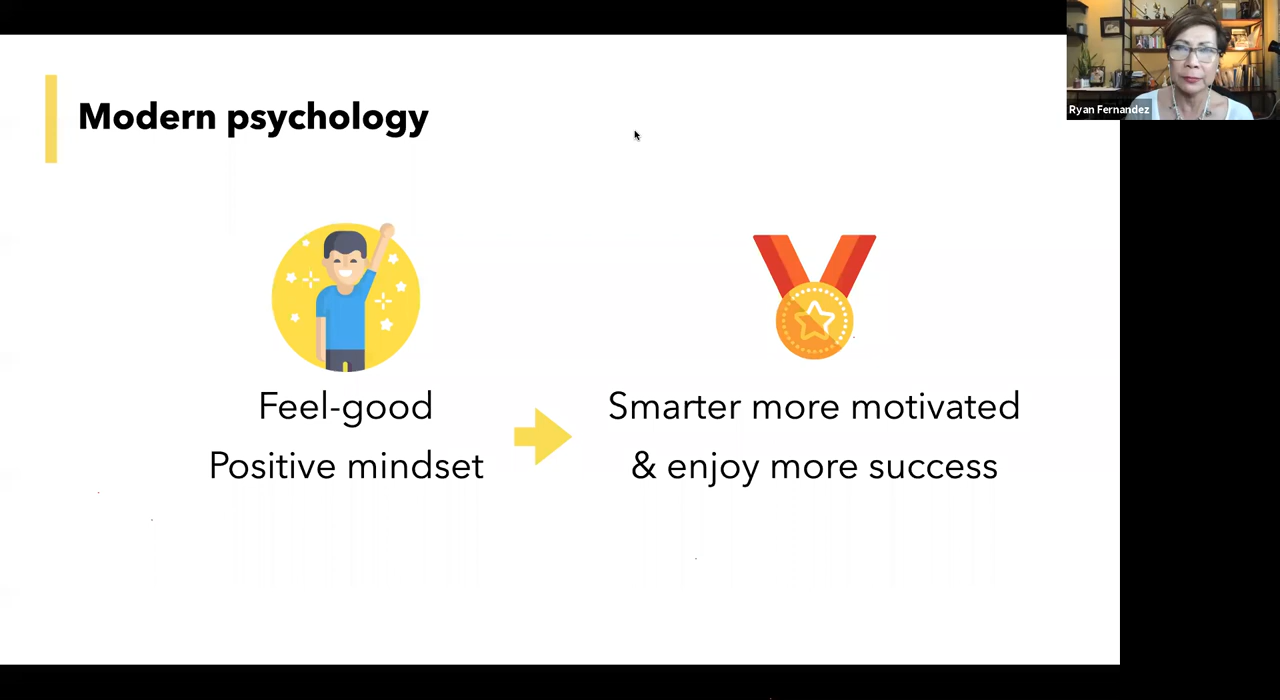 Modern psychology
Feel-good
Positive mindset
Smarter more motivated
& enjoy more success
Ryan Fernandez